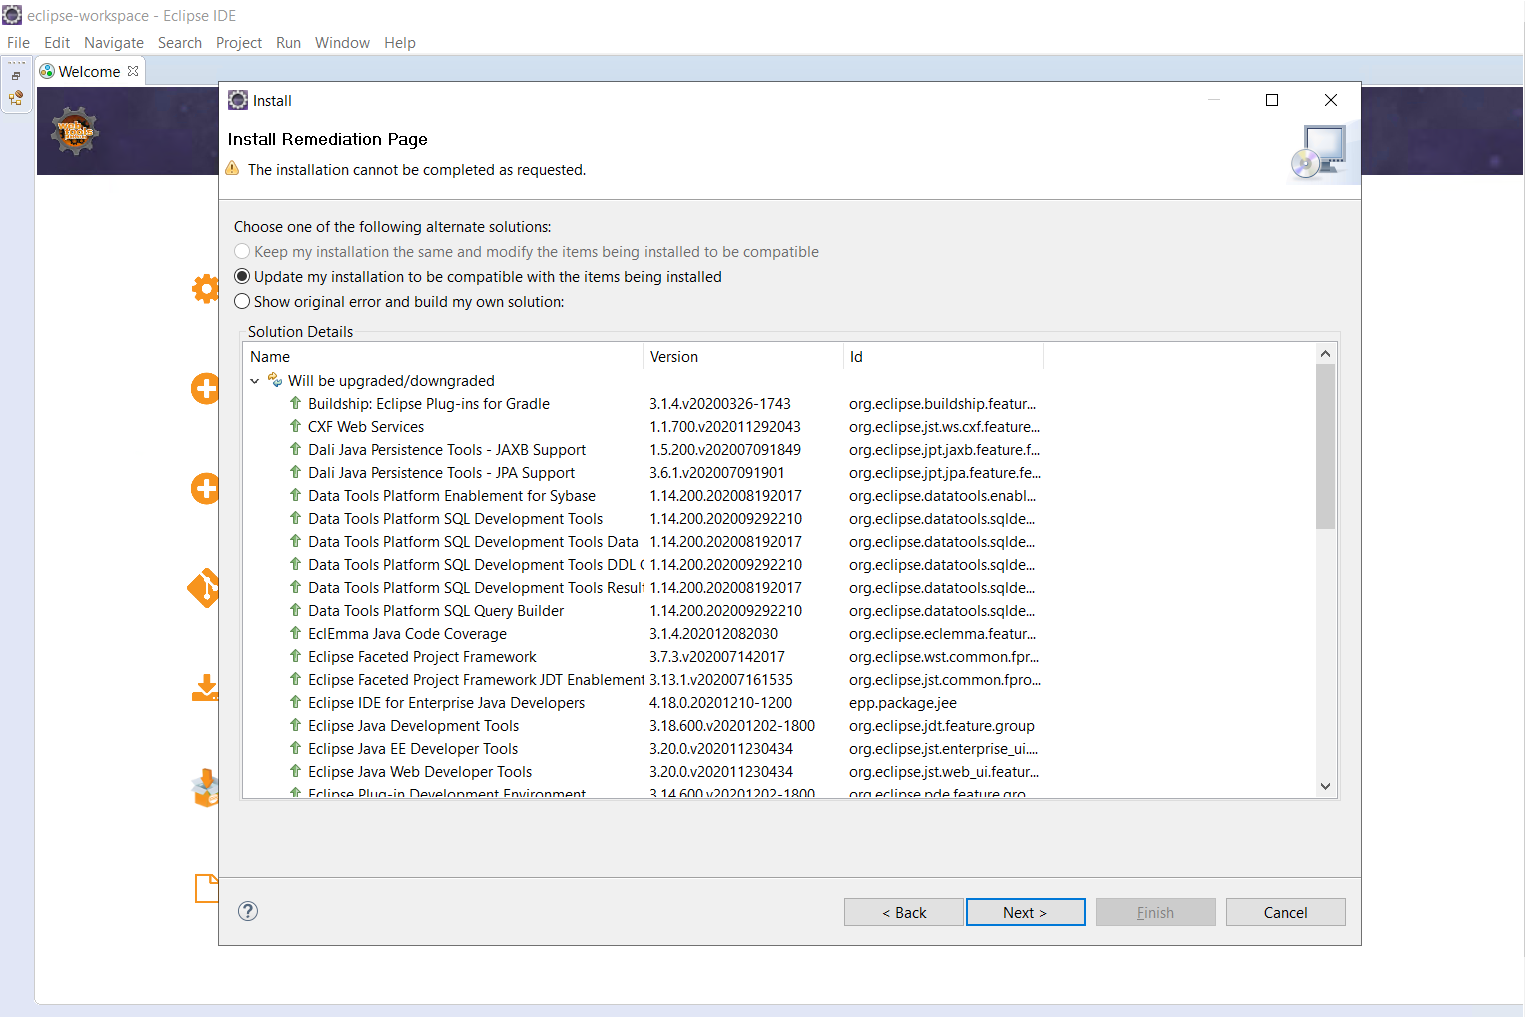 eclipse-workspace - Eclipse IDE
File Edit Navigate Search Project Run Window Help
Welcome
web tools
Install
Install Remediation Page
The installation cannot be completed as requested.
Choose one of the following alternate solutions:
Keep my installation the same and modify the items being installed to be compatible
Update my installation to be compatible with the items being installed
Show original error and build my own solution:
Solution Details
Name Version Id
Will be upgraded/downgraded
Buildship: Eclipse Plug-ins for Gradle 3.1.4.v20200326-1743 org.eclipse.buildship.featur...
CXF Web Services 1.1.700.v202011292043 org.eclipse.jst.ws.cxf.feature...
Dali Java Persistence Tools - JAXB Support 1.5.200.v202007091849 org.eclipse.jpt.jaxb.feature.f...
Dali Java Persistence Tools - JPA Support 3.6.1.v202007091901 org.eclipse.jpt.jpa.feature.fe...
Data Tools Platform Enablement for Sybase 1.14.200.202008192017 org.eclipse.datatools.enabl...
Data Tools Platform SQL Development Tools 1.14.200.202009292210 org.eclipse.datatools.sqlde...
Data Tools Platform SQL Development Tools Data 1.14.200.202008192017 org.eclipse.datatools.sqlde...
Data Tools Platform SQL Development Tools DDL 1.14.200.202009292210 org.eclipse.datatools.sqlde...
Data Tools Platform SQL Development Tools Resul 1.14.200.202008192017 org.eclipse.datatools.sqlde...
Data Tools Platform SQL Query Builder 1.14.200.202009292210 org.eclipse.datatools.sqlde...
EclEmma Java Code Coverage 3.1.4.202012082030 org.eclipse.eclemma.featur...
Eclipse Faceted Project Framework 3.7.3.v202007142017 org.eclipse.wst.common.fpr...
Eclipse Faceted Project Framework JDT Enablement 3.13.1.v202007161535 org.eclipse.jst.common.fpro...
Eclipse IDE for Enterprise Java Developers 4.18.0.20201210-1200 epp.package.jee
Eclipse Java Development Tools 3.18.600.v20201202-1800 org.eclipse.jdt.feature.group
Eclipse Java EE Developer Tools 3.20.0.v202011230434 org.eclipse.jst.enterprise_ui....
Eclipse Java Web Developer Tools 3.20.0.v202011230434 org.eclipse.jst.web_ui.featur...
Eclipse Plug-in Development Environment 3.14.600.v20201202-1800 org.eclipse.pde.feature.gro
? < Back Next > Finish Cancel